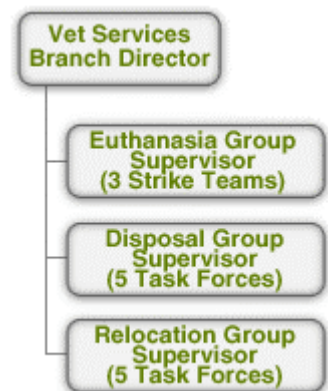 Vet Services
Branch Director
Euthanasia Group
Supervisor
(3 Strike Teams)
Disposal Group
Supervisor
(5 Task Forces)
Relocation Group
Supervisor
(5 Task Forces)